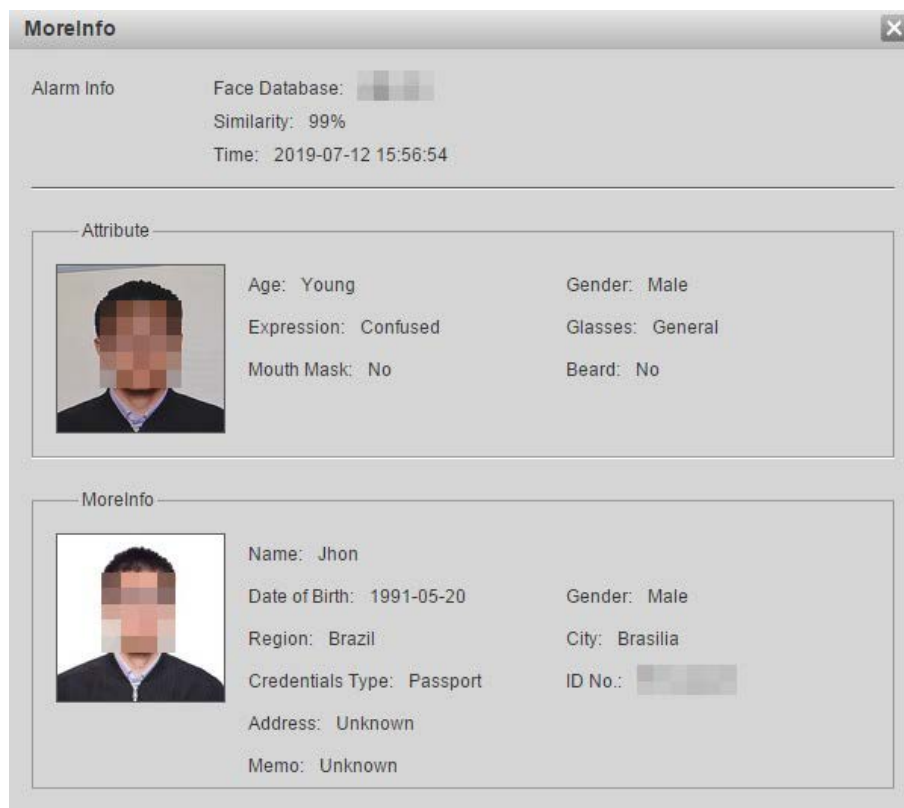 MoreInfo
Alarm Info
Face Database:
Similarity: 99%
Time: 2019-07-12 15:56:54
Attribute
Age: Young Gender: Male
Expression: Confused Glasses: General
Mouth Mask: No Beard: No
MoreInfo
Name: Jhon
Date of Birth: 1991-05-20 Gender: Male
Region: Brazil City: Brasilia
Credentials Type: Passport ID No.:
Address: Unknown
Memo: Unknown